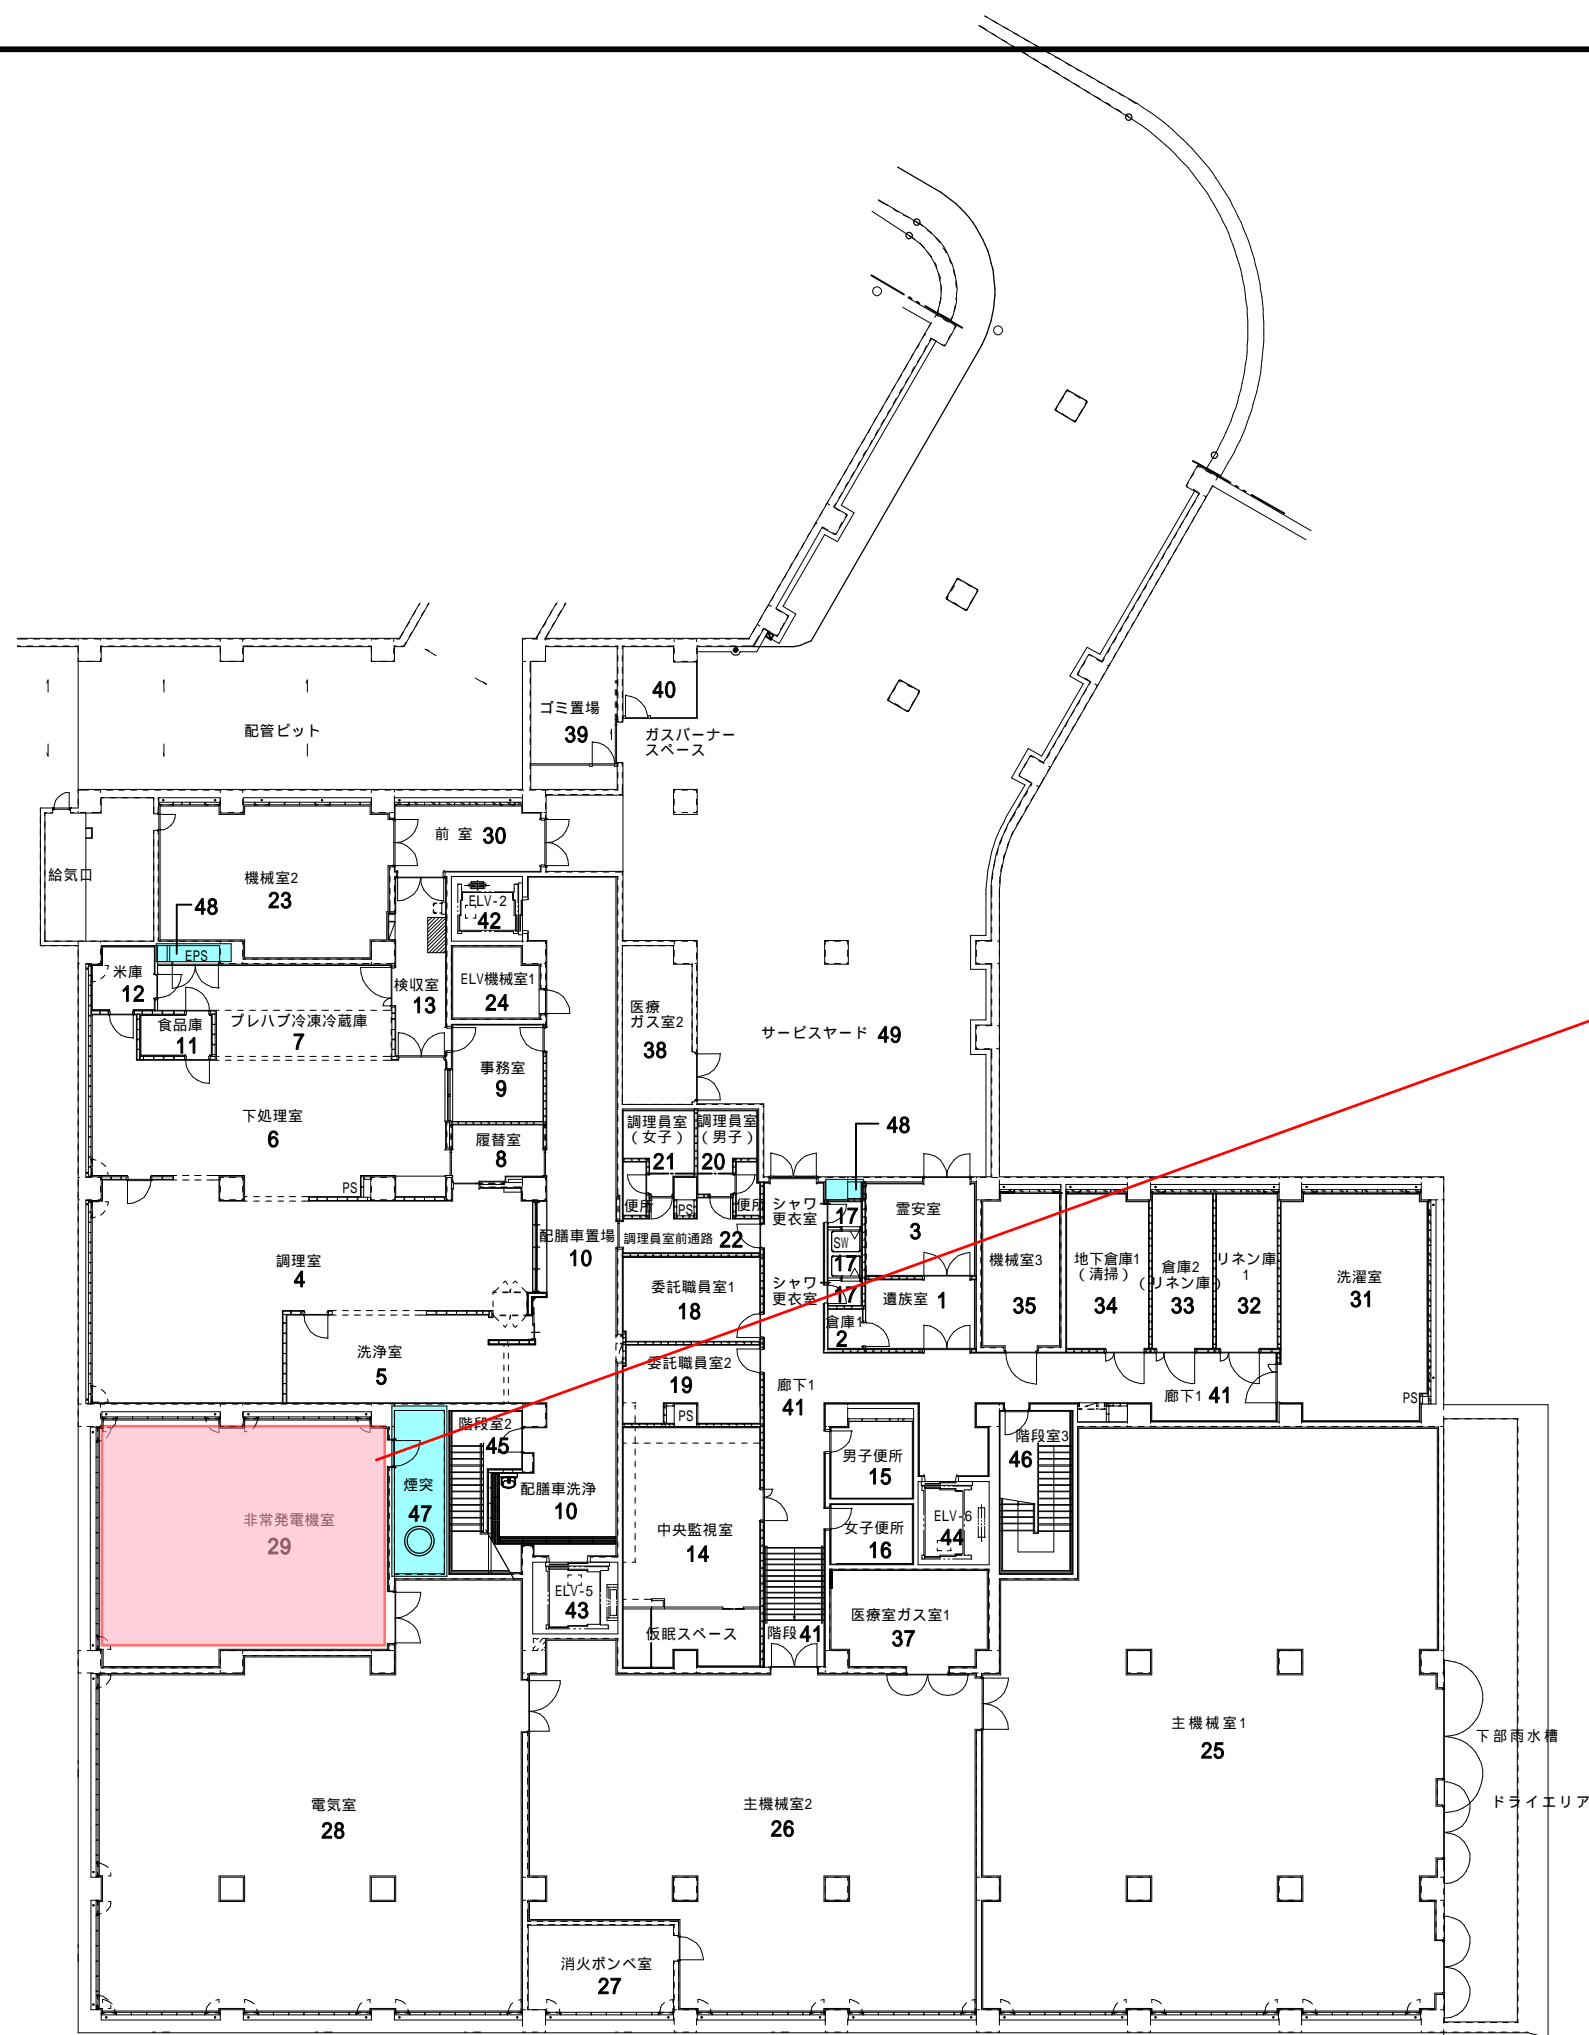 40
ゴミ置場
39
ガスバーナー
スペース
配管ピット
前 室 30
給気口
機械室2
23
48
ELV-2
42
EPS
米庫
12
検収室
13
ELV機械室1
24
食品庫
11
プレハブ冷凍冷蔵庫
7
医療
ガス室2
38
サービスヤード 49
事務室
9
下処理室
6
履替室
8
調理員室
(女子)
21
調理員室
(男子)
20
48
PS
便所
PS
便所
シャワー
更衣室
17
霊安室
3
配膳車置場
10
調理員室前通路 22
SW
17
調理室
4
委託職員室1
18
シャワー
更衣室
17
遺族室 1
機械室3
35
地下倉庫1
(清掃)
34
倉庫2
(リネン庫)
33
リネン庫
1
32
洗濯室
31
倉庫1
2
洗浄室
5
委託職員室2
19
PS
廊下1
41
廊下1 41
PS
階段室2
45
階段室3
46
煙突
47
配膳車洗浄
10
男子便所
15
非常発電機室
29
中央監視室
14
女子便所
16
ELV-6
44
ELV-5
43
医療室ガス室1
37
仮眠スペース
階段 41
主機械室1
25
下部雨水槽
ドライエリア
電気室
28
主機械室2
26
消火ボンベ室
27